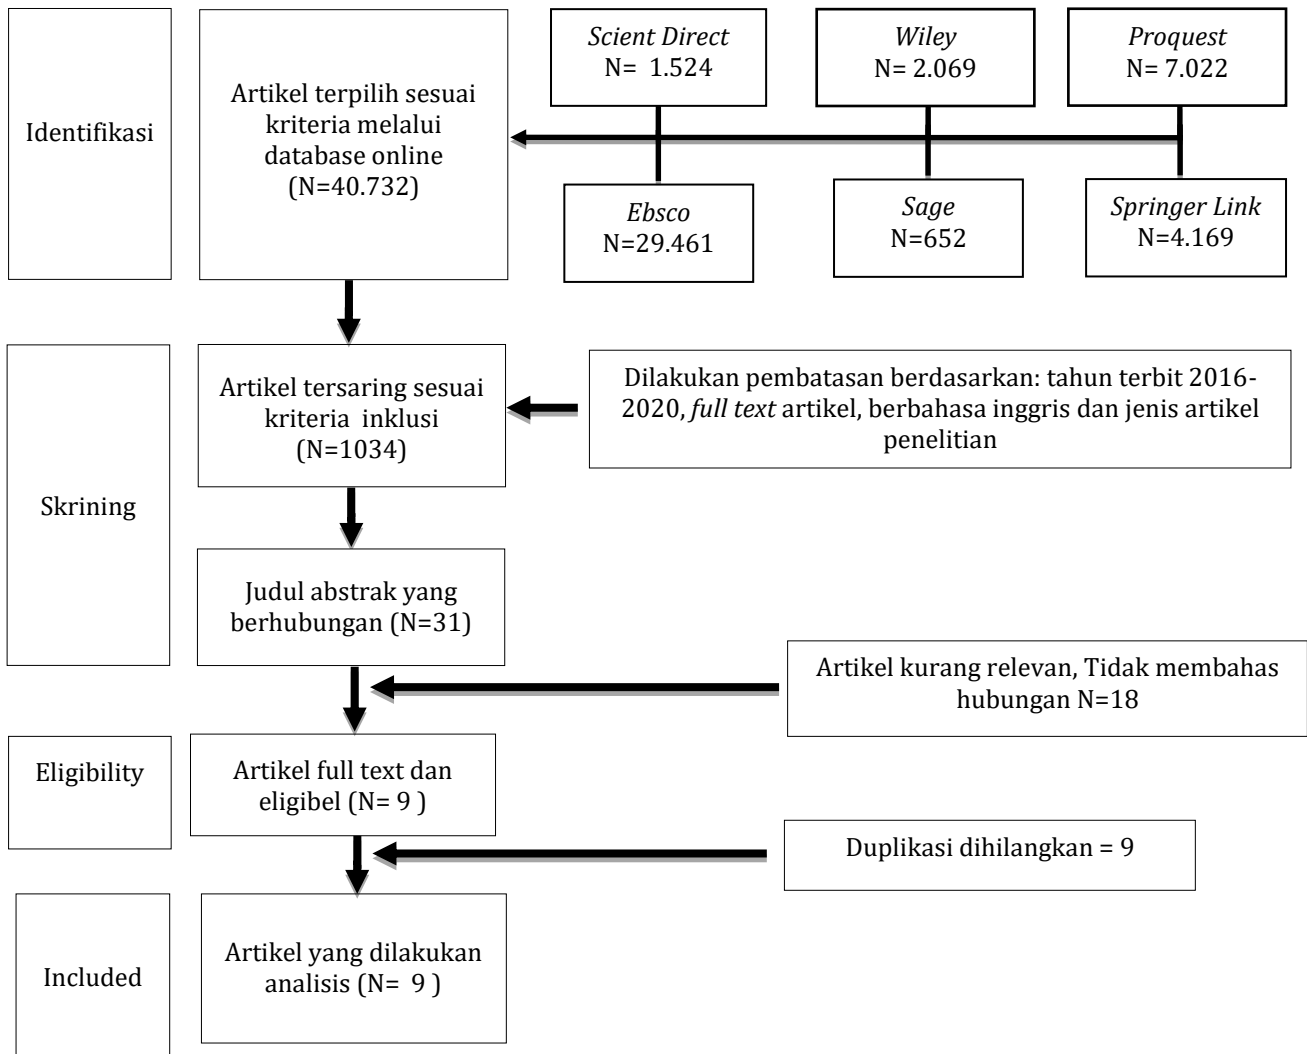 Identifikasi
Artikel terpilih sesuai
kriteria melalui
database online
(N=40.732)
Scient Direct
N=  1.524
Wiley
N= 2.069
Proquest
N= 7.022
Ebsco
N=29.461
Sage
N=652
Springer Link
N=4.169
Skrining
Artikel tersaring sesuai
kriteria  inklusi
(N=1034)
Dilakukan pembatasan berdasarkan: tahun terbit 2016-
2020, full text artikel, berbahasa inggris dan jenis artikel
penelitian
Judul abstrak yang
berhubungan (N=31)
Artikel kurang relevan, Tidak membahas
hubungan N=18
Eligibility
Artikel full text dan
eligibel (N= 9 )
Duplikasi dihilangkan = 9
Included
Artikel yang dilakukan
analisis (N=  9 )